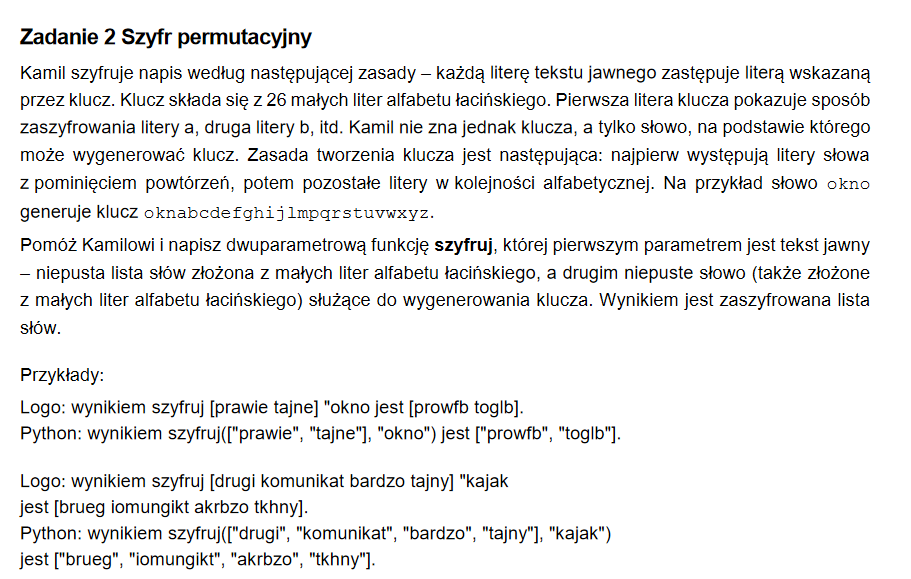 Zadanie 2 Szyfr permutacyjny
Kamil szyfruje napis według następującej zasady – każdą literę tekstu jawnego zastępuje literą wskazaną
przez klucz. Klucz składa się z 26 małych liter alfabetu łacińskiego. Pierwsza litera klucza pokazuje sposób
zaszyfrowania litery a, druga litery b, itd. Kamil nie zna jednak klucza, a tylko słowo, na podstawie którego
może wygenerować klucz. Zasada tworzenia klucza jest następująca: najpierw występują litery słowa
z pominięciem powtórzeń, potem pozostałe litery w kolejności alfabetycznej. Na przykład słowo okno
generuje klucz oknabcdefghijlmpqrstuvwxyz.
Pomóż Kamilowi i napisz dwuparametrową funkcję szyfruj, której pierwszym parametrem jest tekst jawny
– niepusta lista słów złożona z małych liter alfabetu łacińskiego, a drugim niepuste słowo (także złożone
z małych liter alfabetu łacińskiego) służące do wygenerowania klucza. Wynikiem jest zaszyfrowana lista
słów.
Przykłady:
Logo: wynikiem szyfruj [prawie tajne] "okno jest [prowfb toglb].
Python: wynikiem szyfruj(["prawie", "tajne"], "okno") jest ["prowfb", "toglb"].
Logo: wynikiem szyfruj [drugi komunikat bardzo tajny] "kajak
jest [brueg iomungikt akrbzo tkhny].
Python: wynikiem szyfruj(["drugi", "komunikat", "bardzo", "tajny"], "kajak")
jest ["brueg", "iomungikt", "akrbzo", "tkhny"].